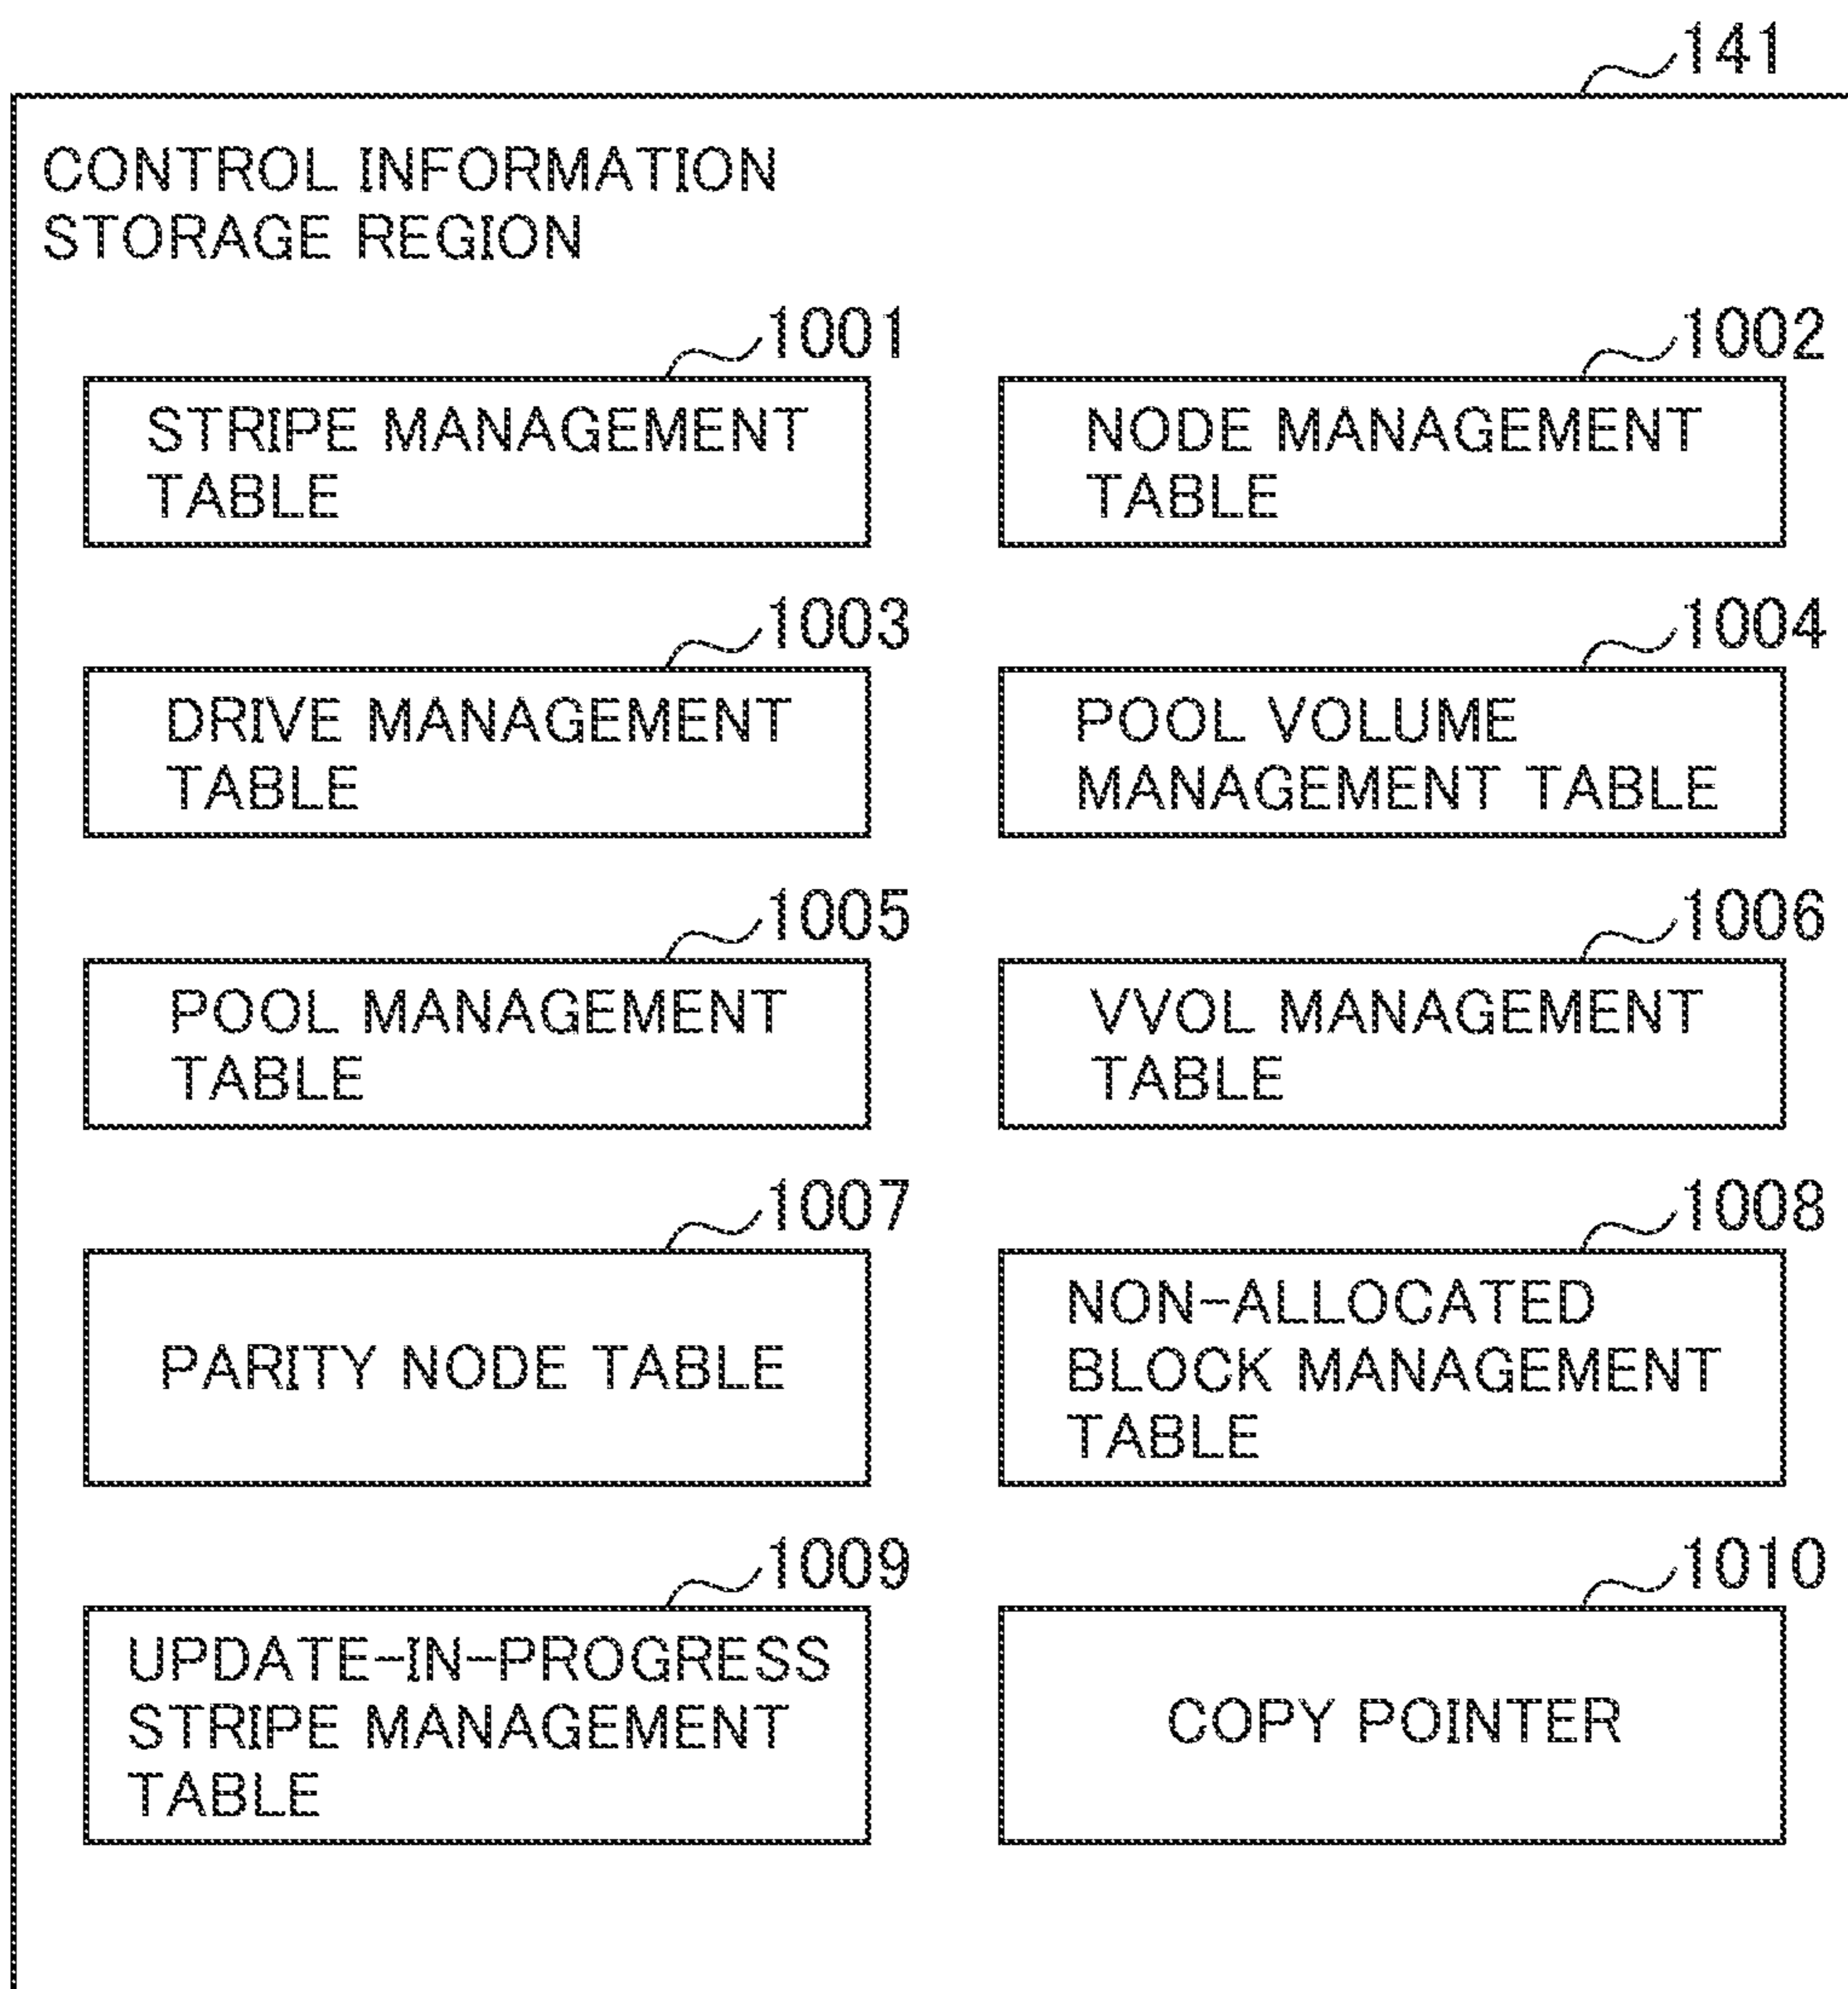 141
CONTROL INFORMATION
STORAGE REGION
1001
STRIPE MANAGEMENT
TABLE
1002
NODE MANAGEMENT
TABLE
1003
DRIVE MANAGEMENT
TABLE
1004
POOL VOLUME
MANAGEMENT TABLE
1005
POOL MANAGEMENT
TABLE
1006
VVOL MANAGEMENT
TABLE
1007
PARITY NODE TABLE
1008
NON-ALLOCATED
BLOCK MANAGEMENT
TABLE
1009
UPDATE-IN-PROGRESS
STRIPE MANAGEMENT
TABLE
1010
COPY POINTER